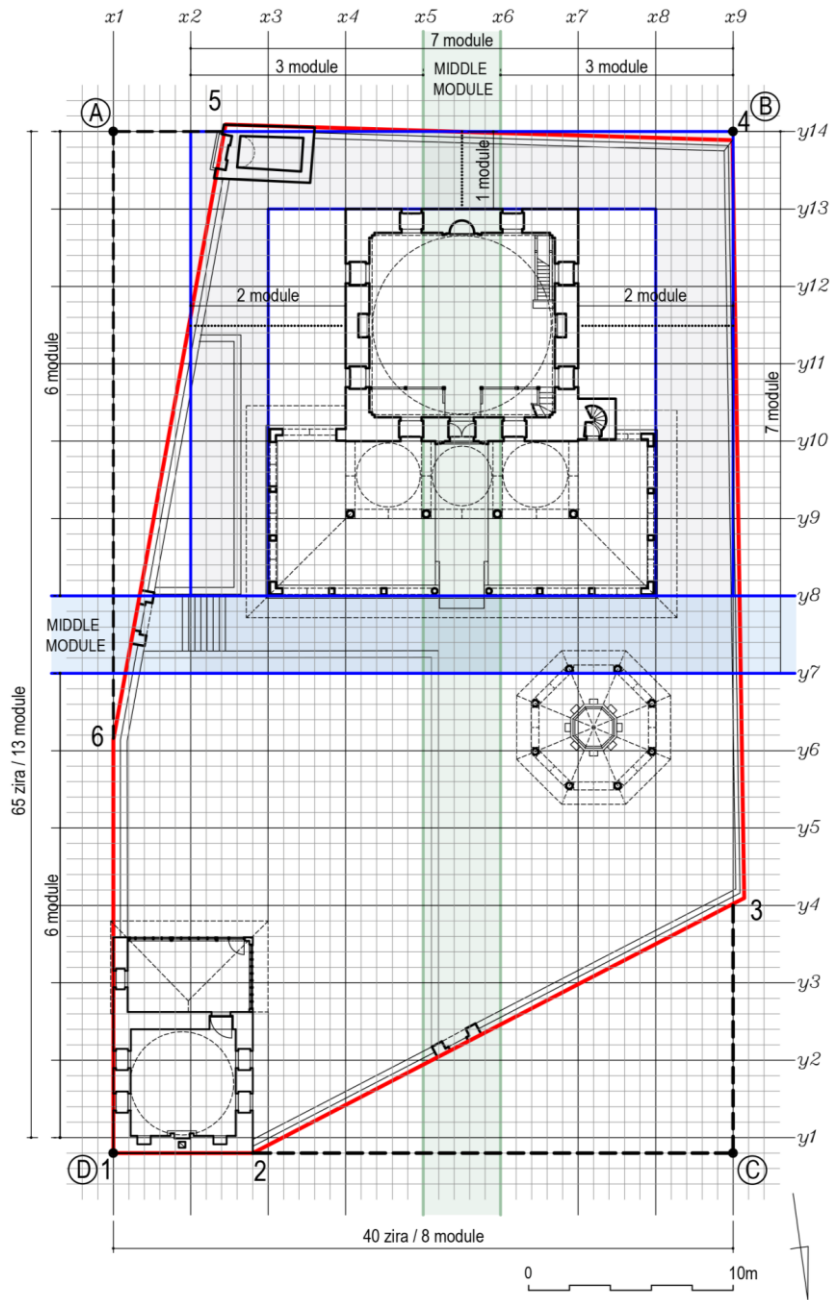 x1 x2 x3 x4 x5 x6 x7 x8 x9
7 module
3 module
MIDDLE
MODULE
3 module
A
5
4
B
y14
1 module
y13
y12
2 module
2 module
y11
6 module
7 module
y10
y9
y8
MIDDLE
MODULE
y7
6
y6
65 zira / 13 module
y5
3
y4
6 module
y3
y2
y1
D
1
2
C
40 zira / 8 module
0
10m